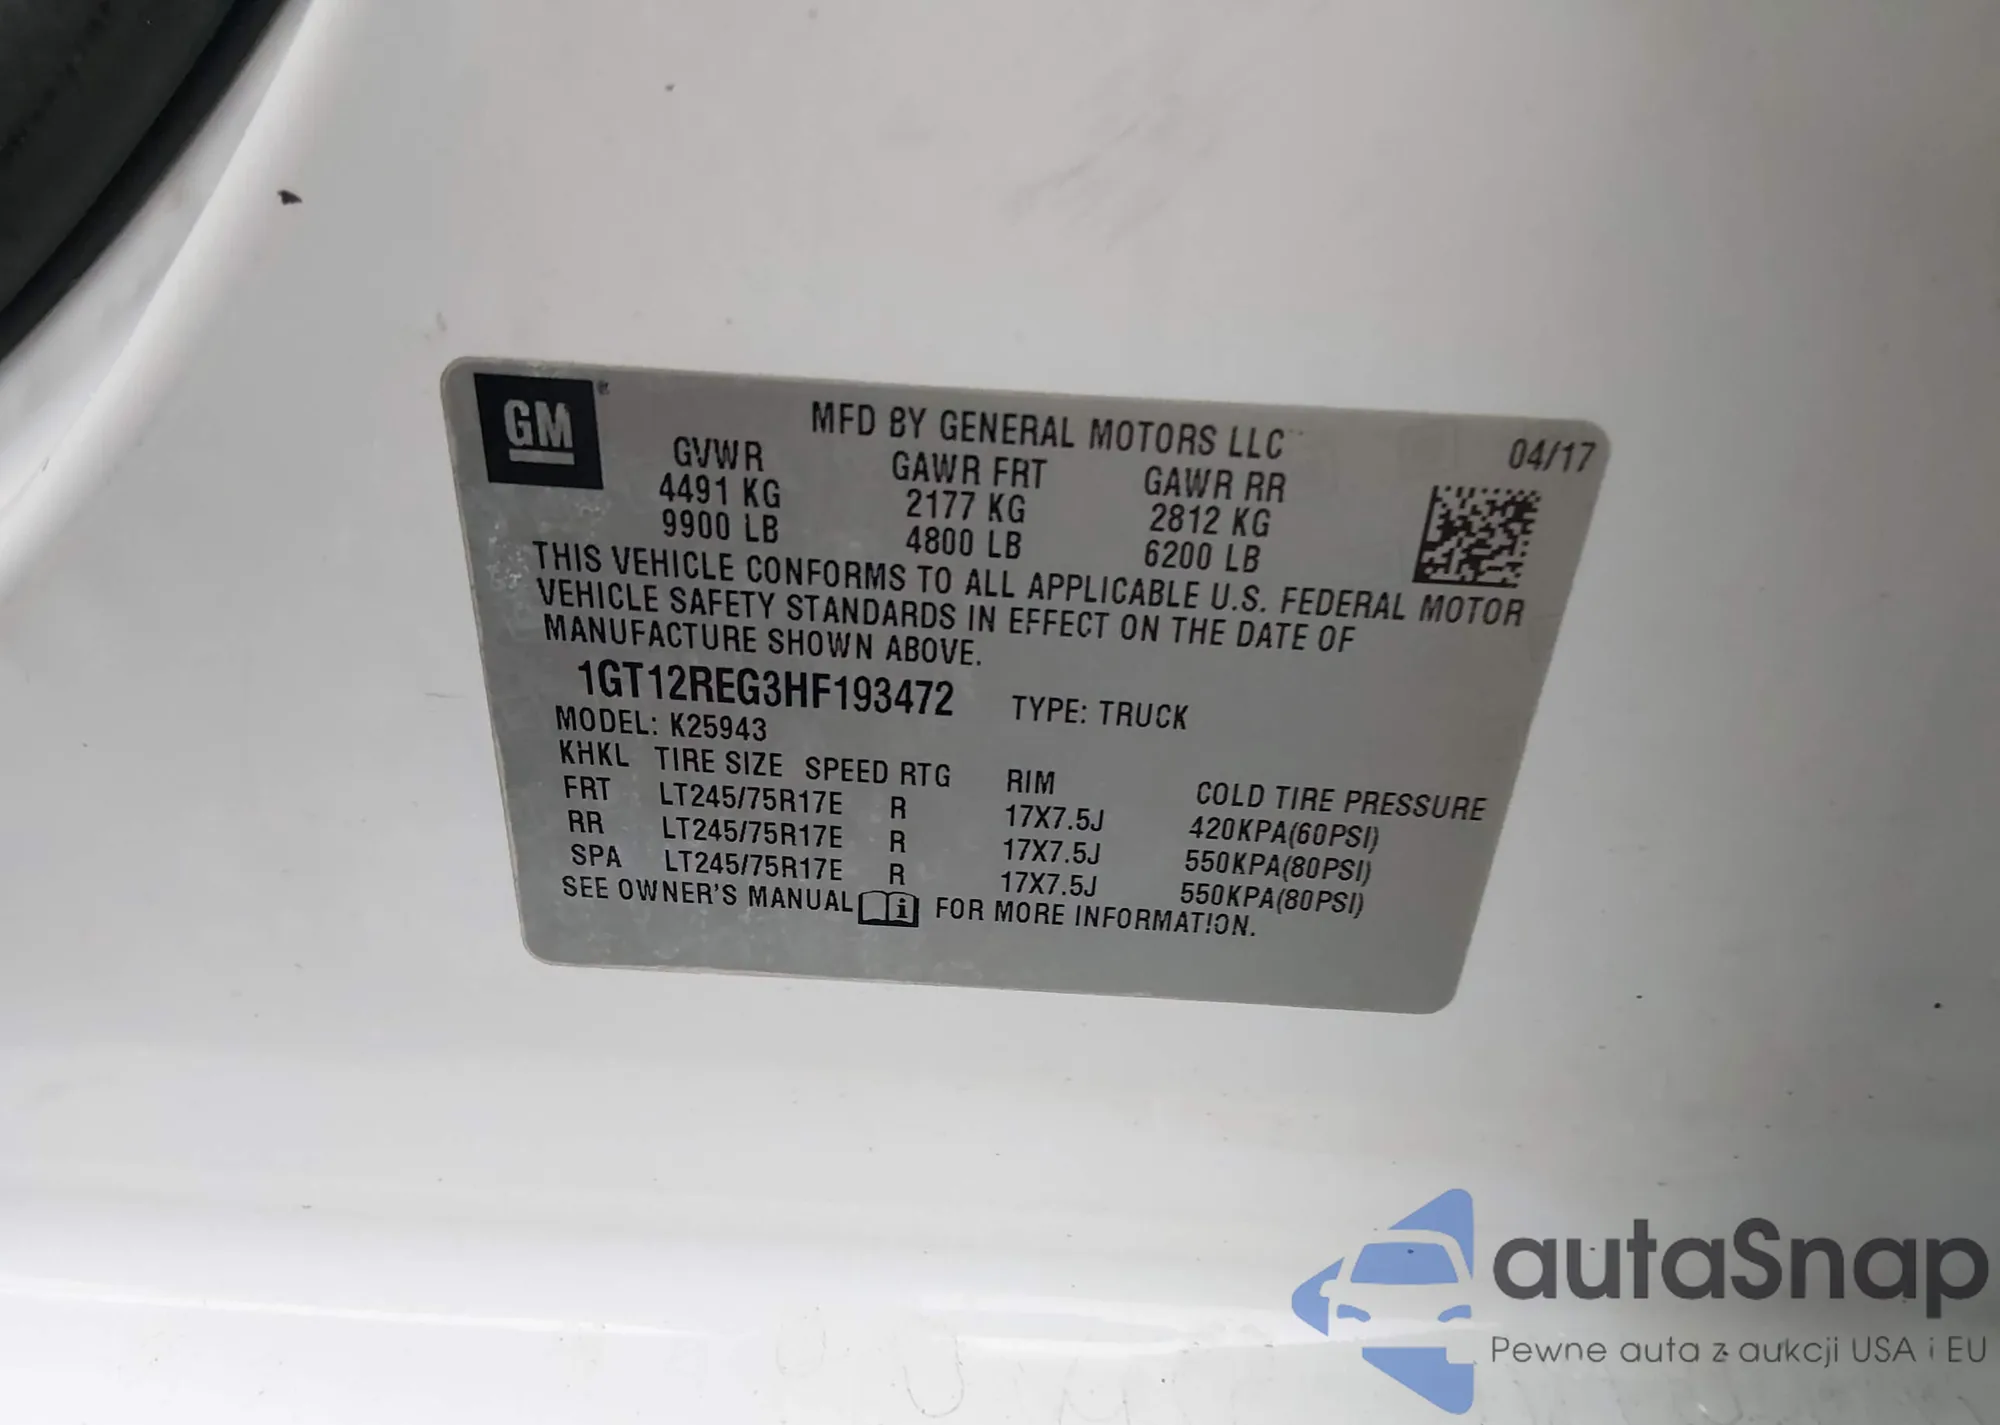 GM
MFD BY GENERAL MOTORS LLC
04/17
GVWR GAWR FRT GAWR RR
4491 KG 2177 KG 2812 KG
9900 LB 4800 LB 6200 LB
THIS VEHICLE CONFORMS TO ALL APPLICABLE U.S. FEDERAL MOTOR
VEHICLE SAFETY STANDARDS IN EFFECT ON THE DATE OF
MANUFACTURE SHOWN ABOVE.
1GT12REG3HF193472 TYPE: TRUCK
MODEL: K25943
KHKL TIRE SIZE SPEED RTG RIM COLD TIRE PRESSURE
FRT LT245/75R17E R 17X7.5J 420KPA(60PSI)
RR LT245/75R17E R 17X7.5J 550KPA(80PSI)
SPA LT245/75R17E R 17X7.5J 550KPA(80PSI)
SEE OWNER'S MANUAL i FOR MORE INFORMATION.
autaSnap
Pewne auta z aukcji USA i EU